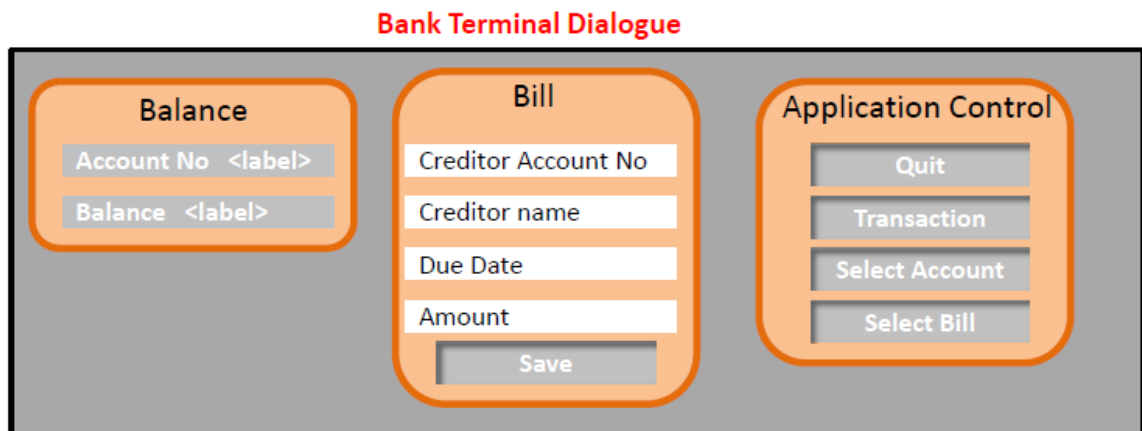 Bank Terminal Dialogue
Balance
Account No <label>
Balance <label>
Bill
Creditor Account No
Creditor name
Due Date
Amount
Save
Application Control
Quit
Transaction
Select Account
Select Bill